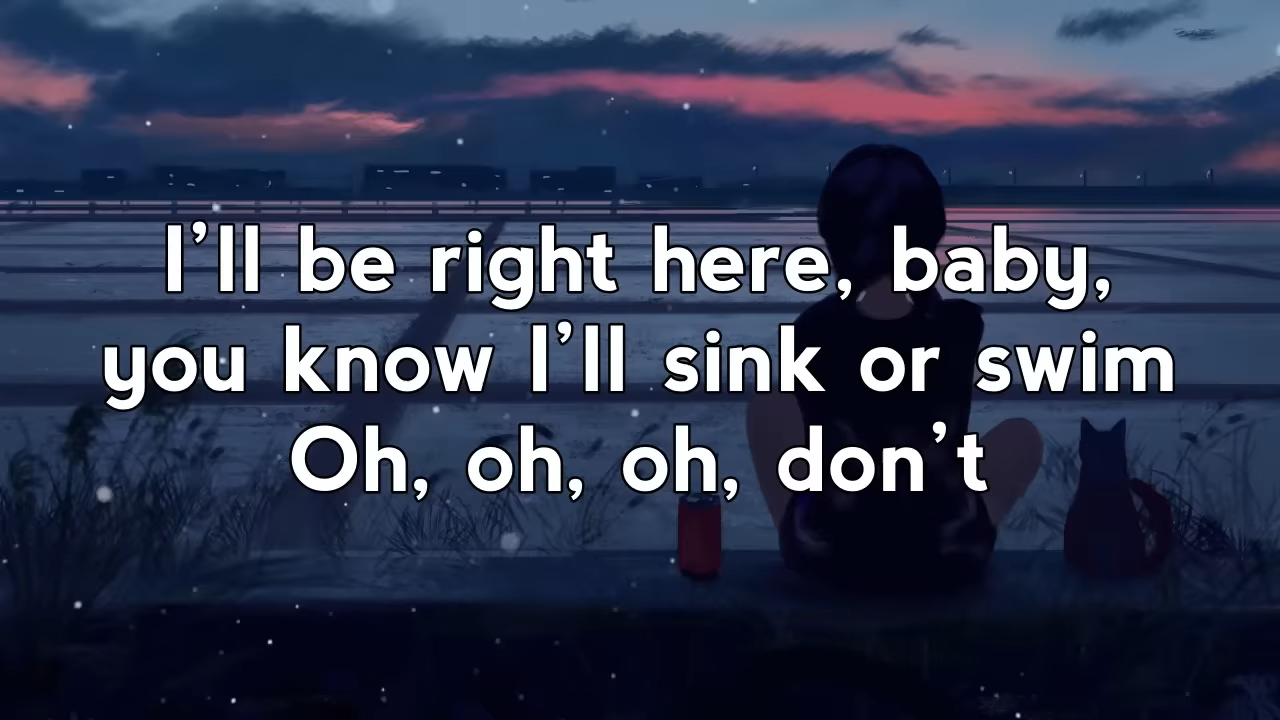 I’ll be right here, baby,
you know I’ll sink or swim
Oh, oh, oh, don’t